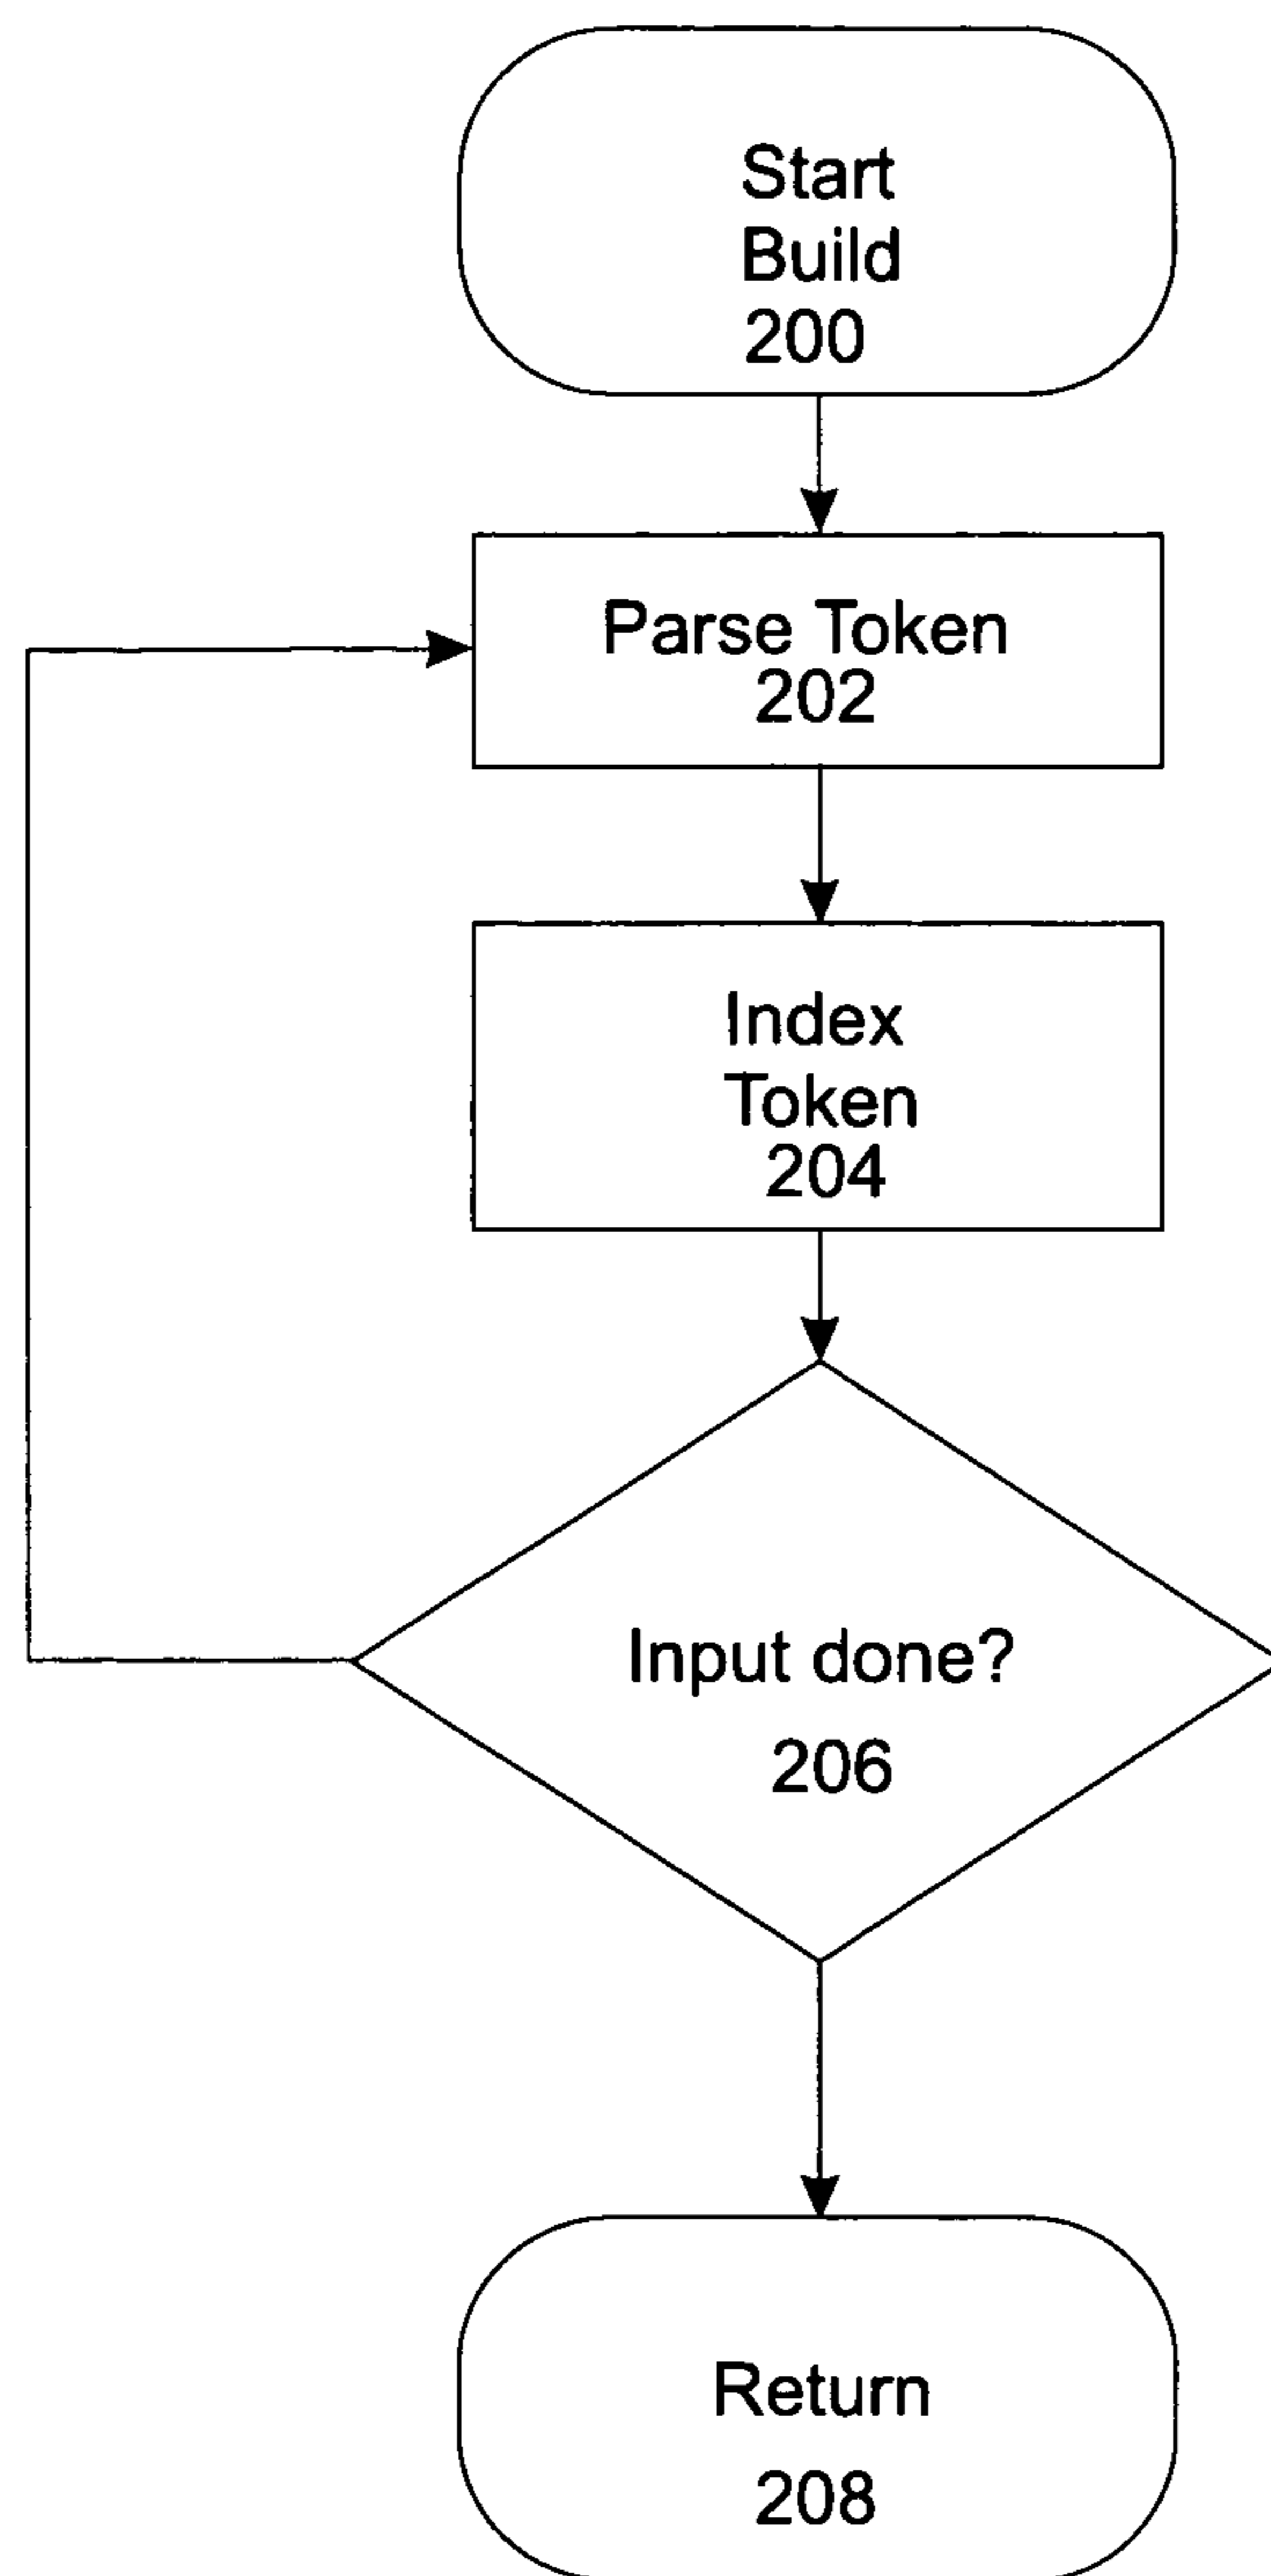 Start
Build
200
Parse Token
202
Index
Token
204
Input done?
206
Return
208